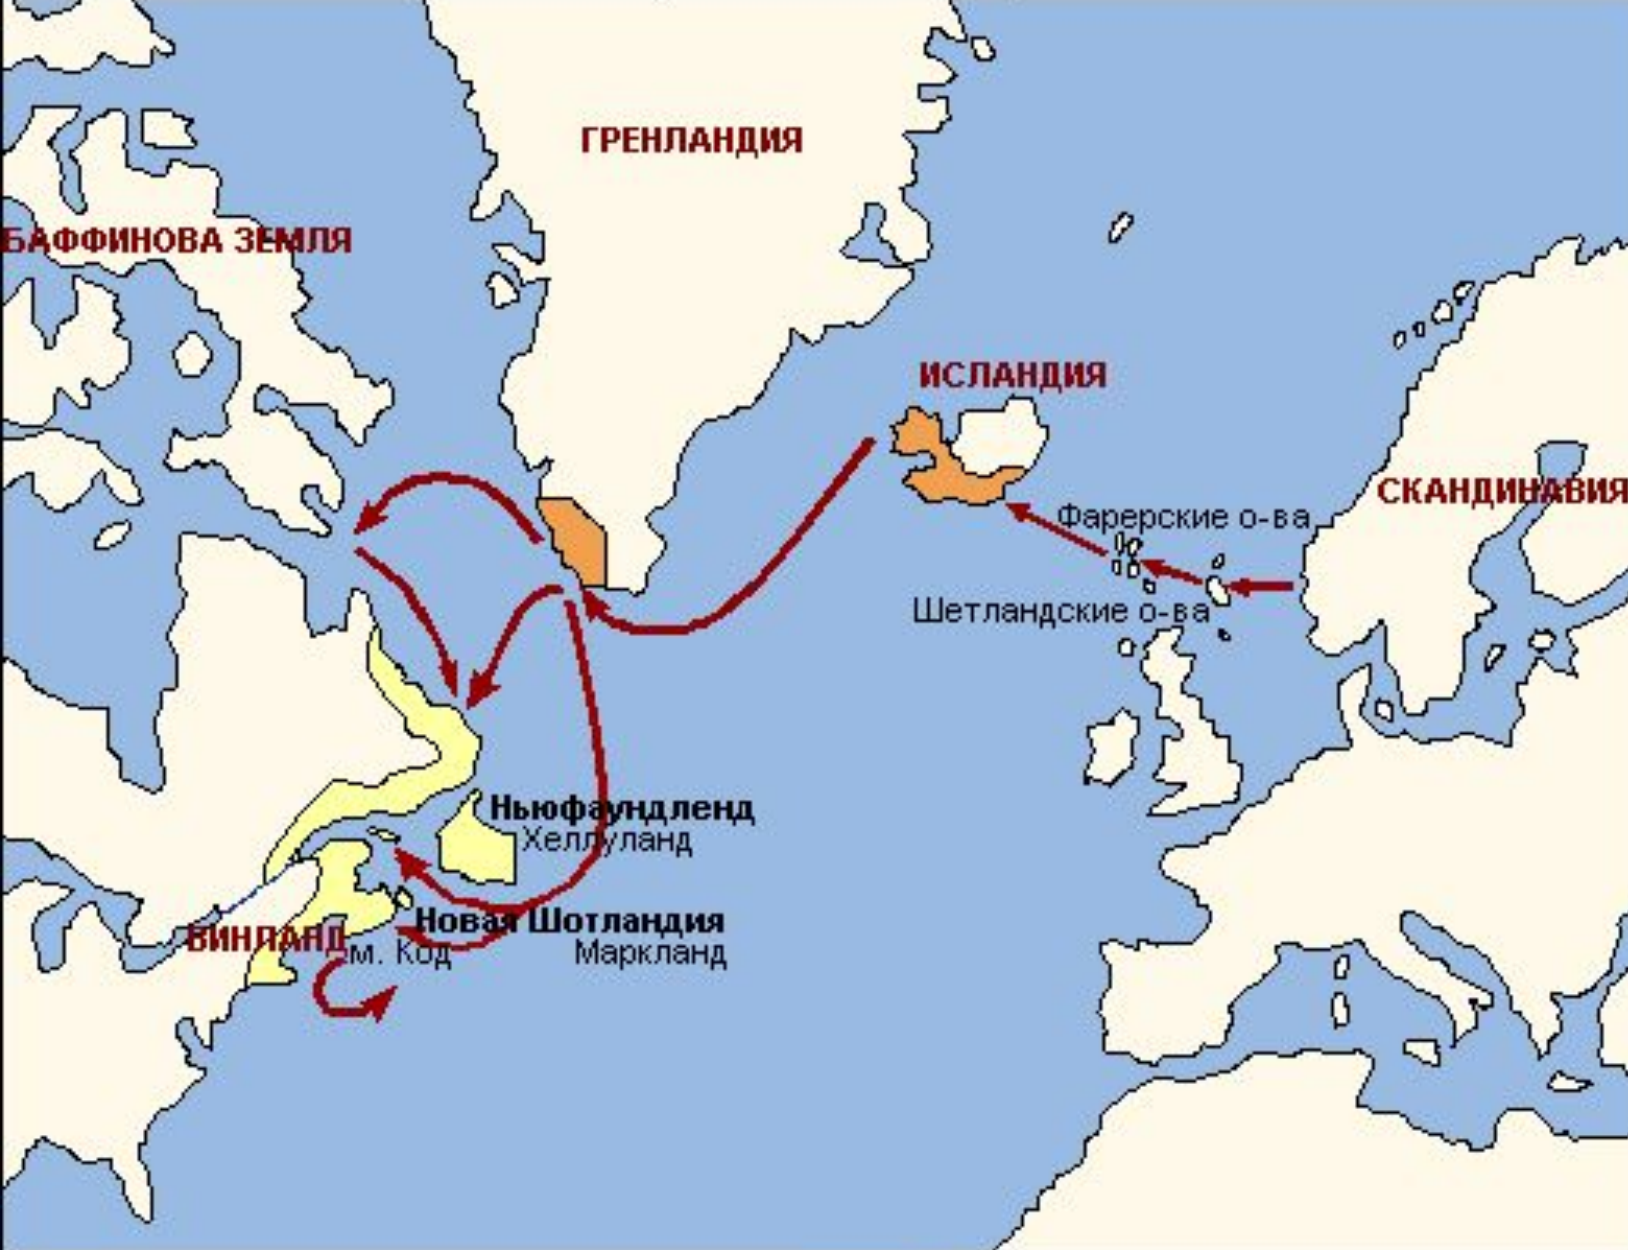 ГРЕНЛАНДИЯ
БАФФИНОВА ЗЕМЛЯ
ИСЛАНДИЯ
СКАНДИНАВИЯ
Фарерские о-ва
Шетландские о-ва
Ньюфаундленд
Хеллуланд
Новая Шотландия
ВИНЛАНД
м. Код
Маркланд